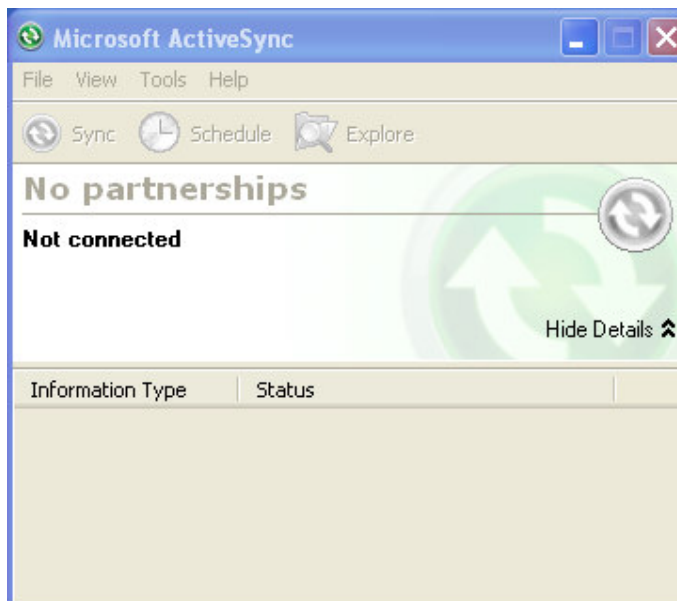 Microsoft ActiveSync
File View Tools Help
Sync Schedule Explore
No partnerships
Not connected
Hide Details
Information Type Status